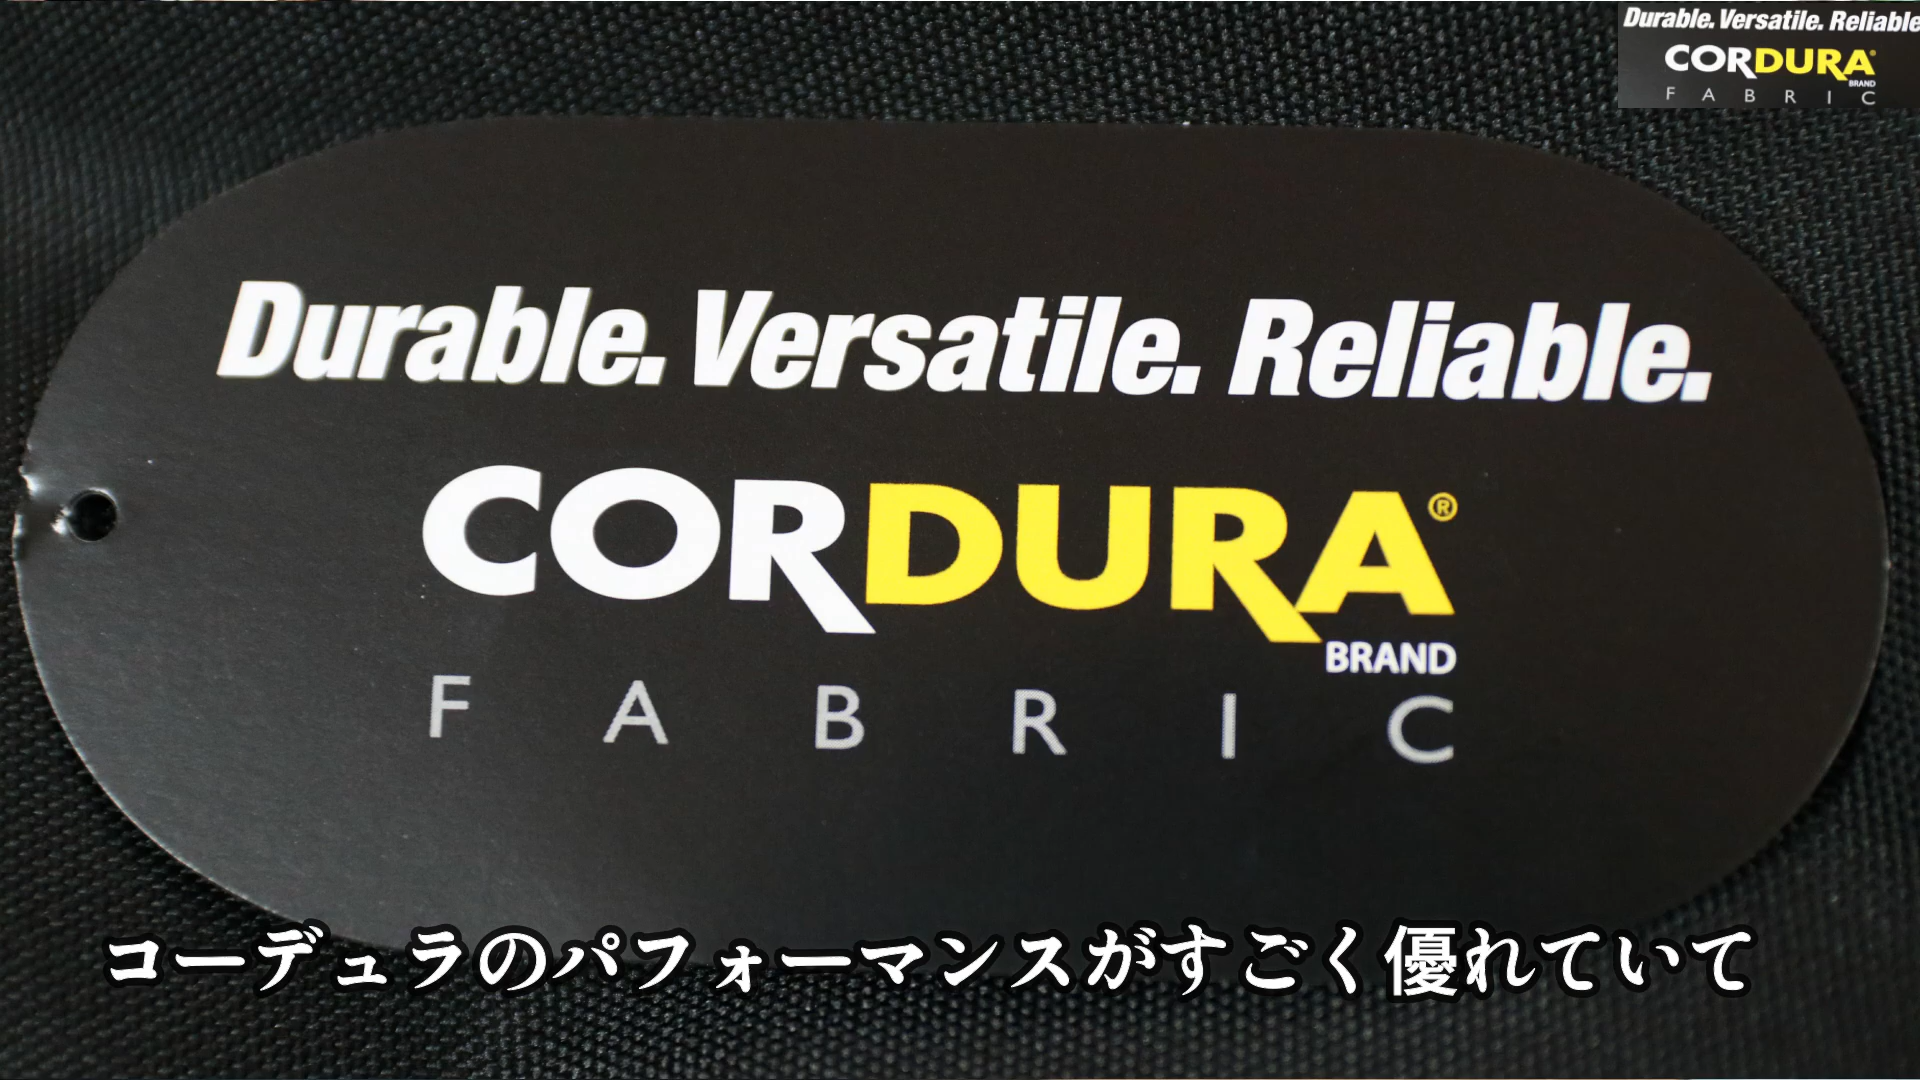 Durable. Versatile. Reliable
CORDURA®
BRAND
FABRIC
Durable. Versatile. Reliable.
CORDURA®
BRAND
FABRIC
コーデュラのパフォーマンスがすごく優れていて